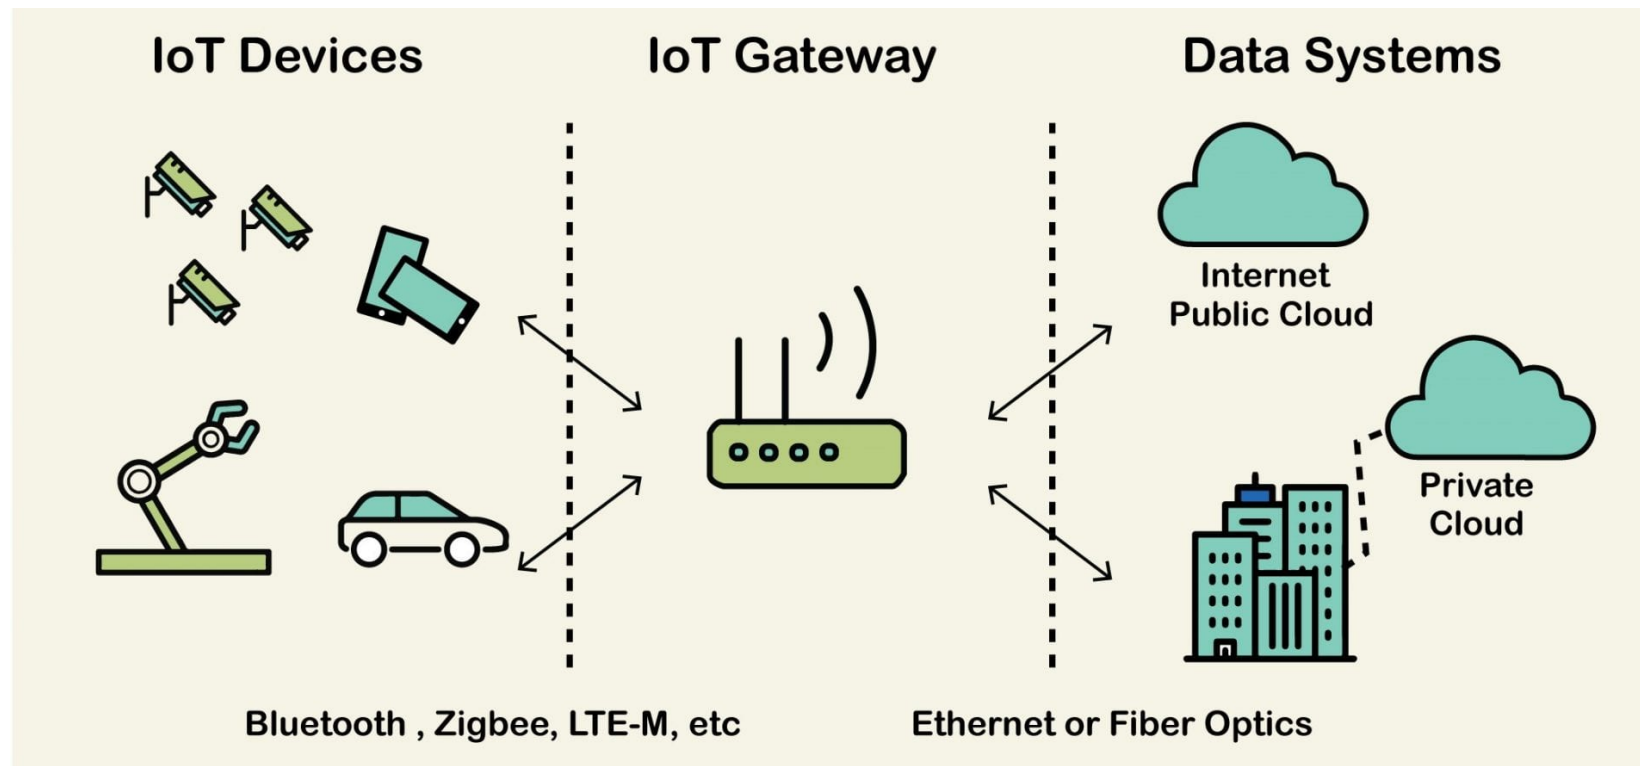 IoT Devices
IoT Gateway
Data Systems
Internet
Public Cloud
Private
Cloud
Bluetooth , Zigbee, LTE-M, etc
Ethernet or Fiber Optics